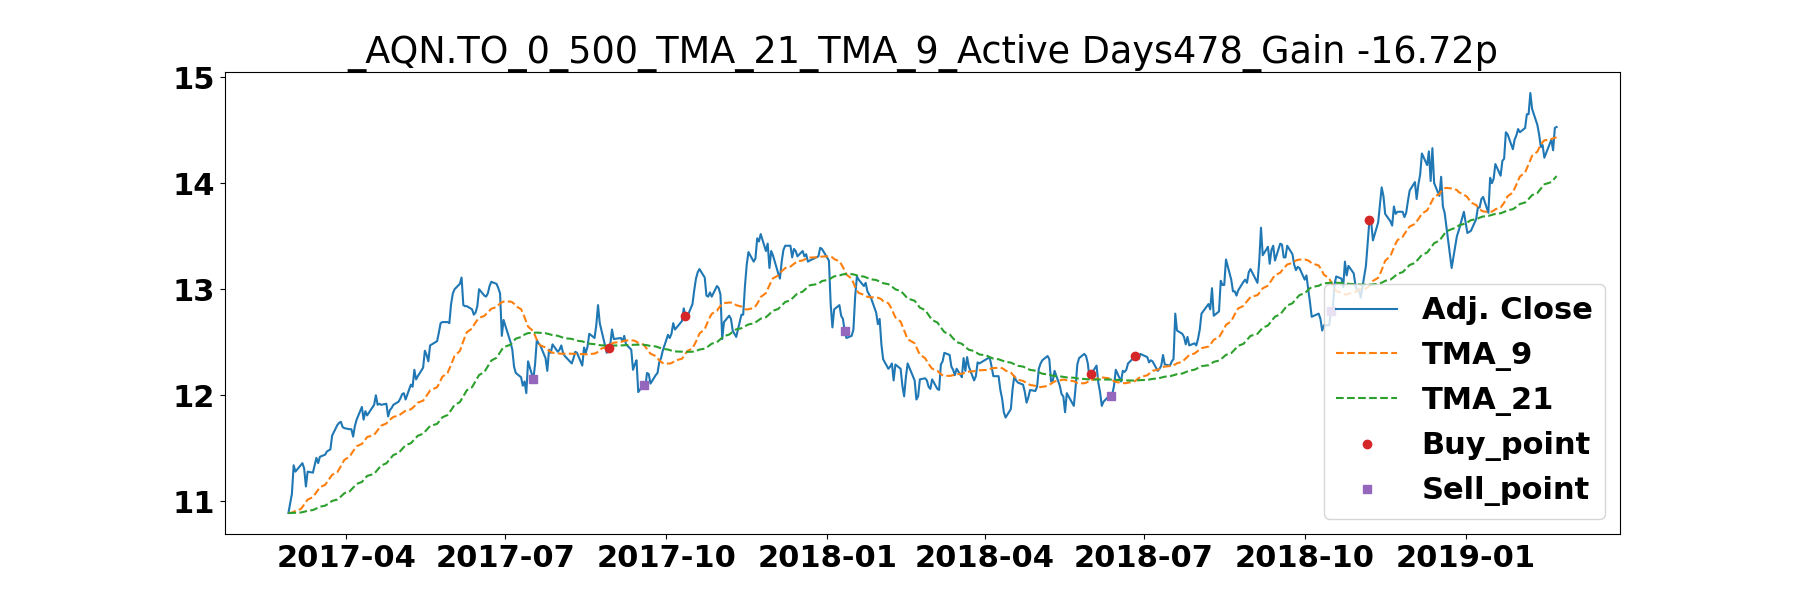 _AQN.TO_0_500_TMA_21_TMA_9_Active Days478_Gain -16.72p
15
14
13
12
11
Adj. Close
TMA_9
TMA_21
Buy_point
Sell_point
2017-04 2017-07 2017-10 2018-01 2018-04 2018-07 2018-10 2019-01